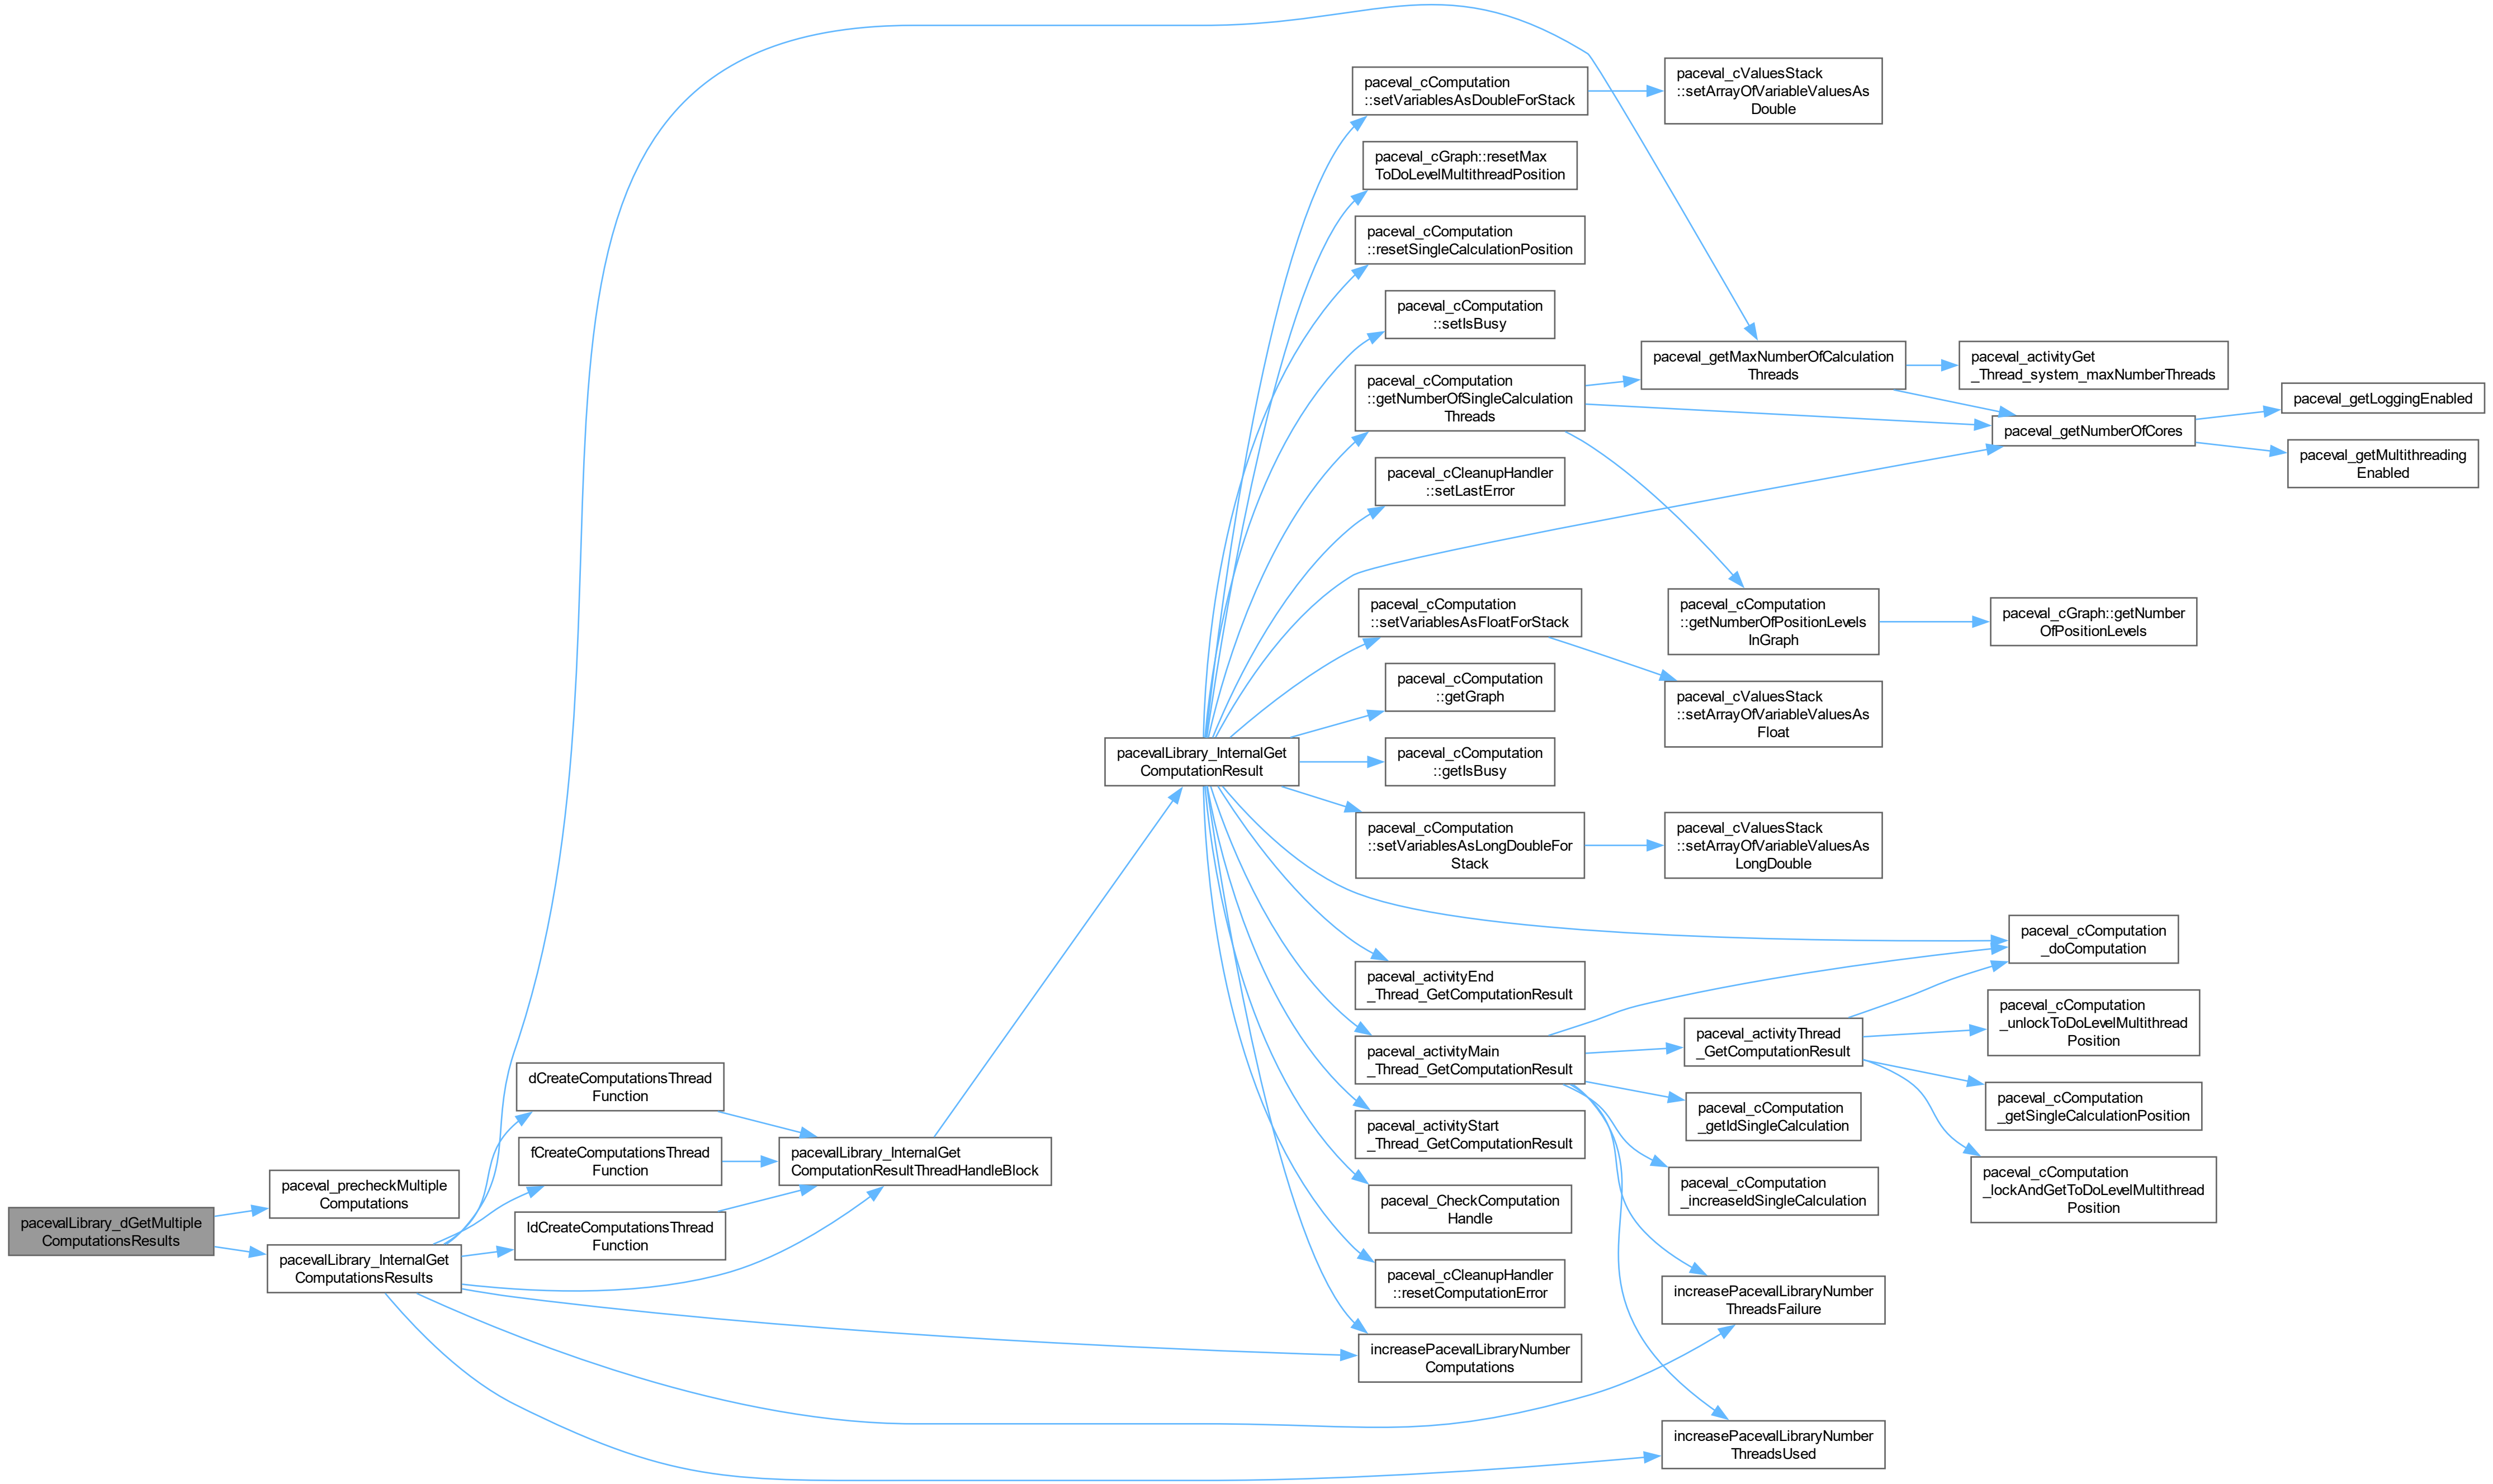 pacevalLibrary_dGetMultiple
ComputationsResults
paceval_precheckMultiple
Computations
pacevalLibrary_InternalGet
ComputationsResults
dCreateComputationsThread
Function
fCreateComputationsThread
Function
ldCreateComputationsThread
Function
pacevalLibrary_InternalGet
ComputationResultThreadHandleBlock
pacevalLibrary_InternalGet
ComputationResult
paceval_cComputation
::setVariablesAsDoubleForStack
paceval_cGraph::resetMax
ToDoLevelMultithreadPosition
paceval_cComputation
::resetSingleCalculationPosition
paceval_cComputation
::setIsBusy
paceval_cComputation
::getNumberOfSingleCalculation
Threads
paceval_cCleanupHandler
::setLastError
paceval_cComputation
::setVariablesAsFloatForStack
paceval_cComputation
::getGraph
paceval_cComputation
::getIsBusy
paceval_cComputation
::setVariablesAsLongDoubleFor
Stack
paceval_activityEnd
_Thread_GetComputationResult
paceval_activityMain
_Thread_GetComputationResult
paceval_activityStart
_Thread_GetComputationResult
paceval_CheckComputation
Handle
paceval_cCleanupHandler
::resetComputationError
increasePacevalLibraryNumber
Computations
paceval_cValuesStack
::setArrayOfVariableValuesAs
Double
paceval_getMaxNumberOfCalculation
Threads
paceval_cComputation
::getNumberOfPositionLevels
InGraph
paceval_cValuesStack
::setArrayOfVariableValuesAs
Float
paceval_cValuesStack
::setArrayOfVariableValuesAs
LongDouble
paceval_activityThread
_GetComputationResult
paceval_cComputation
_getIdSingleCalculation
paceval_cComputation
_increaseIdSingleCalculation
increasePacevalLibraryNumber
ThreadsFailure
increasePacevalLibraryNumber
ThreadsUsed
paceval_activityGet
_Thread_system_maxNumberThreads
paceval_getNumberOfCores
paceval_cGraph::getNumber
OfPositionLevels
paceval_cComputation
_doComputation
paceval_cComputation
_unlockToDoLevelMultithread
Position
paceval_cComputation
_getSingleCalculationPosition
paceval_cComputation
_lockAndGetToDoLevelMultithread
Position
paceval_getLoggingEnabled
paceval_getMultithreading
Enabled